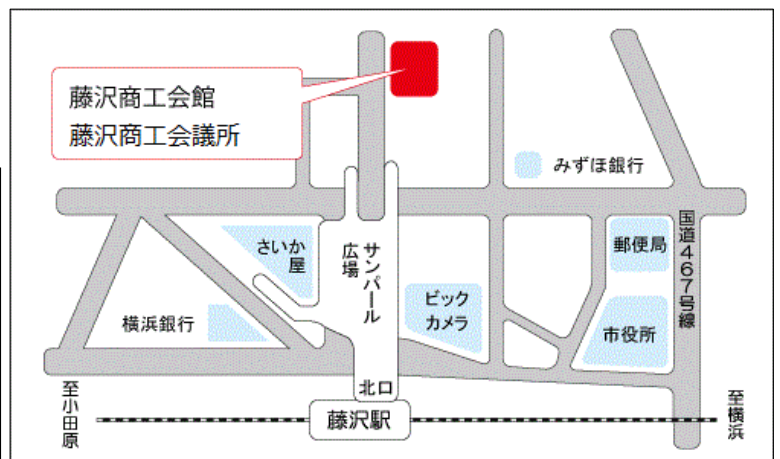 藤沢商工会館
藤沢商工会議所
みずほ銀行
さいか
屋
サンパール
広場
郵便局
国道467号線
ビック
カメラ
横浜銀行
市役所
至小田原
北口
藤沢駅
至横浜